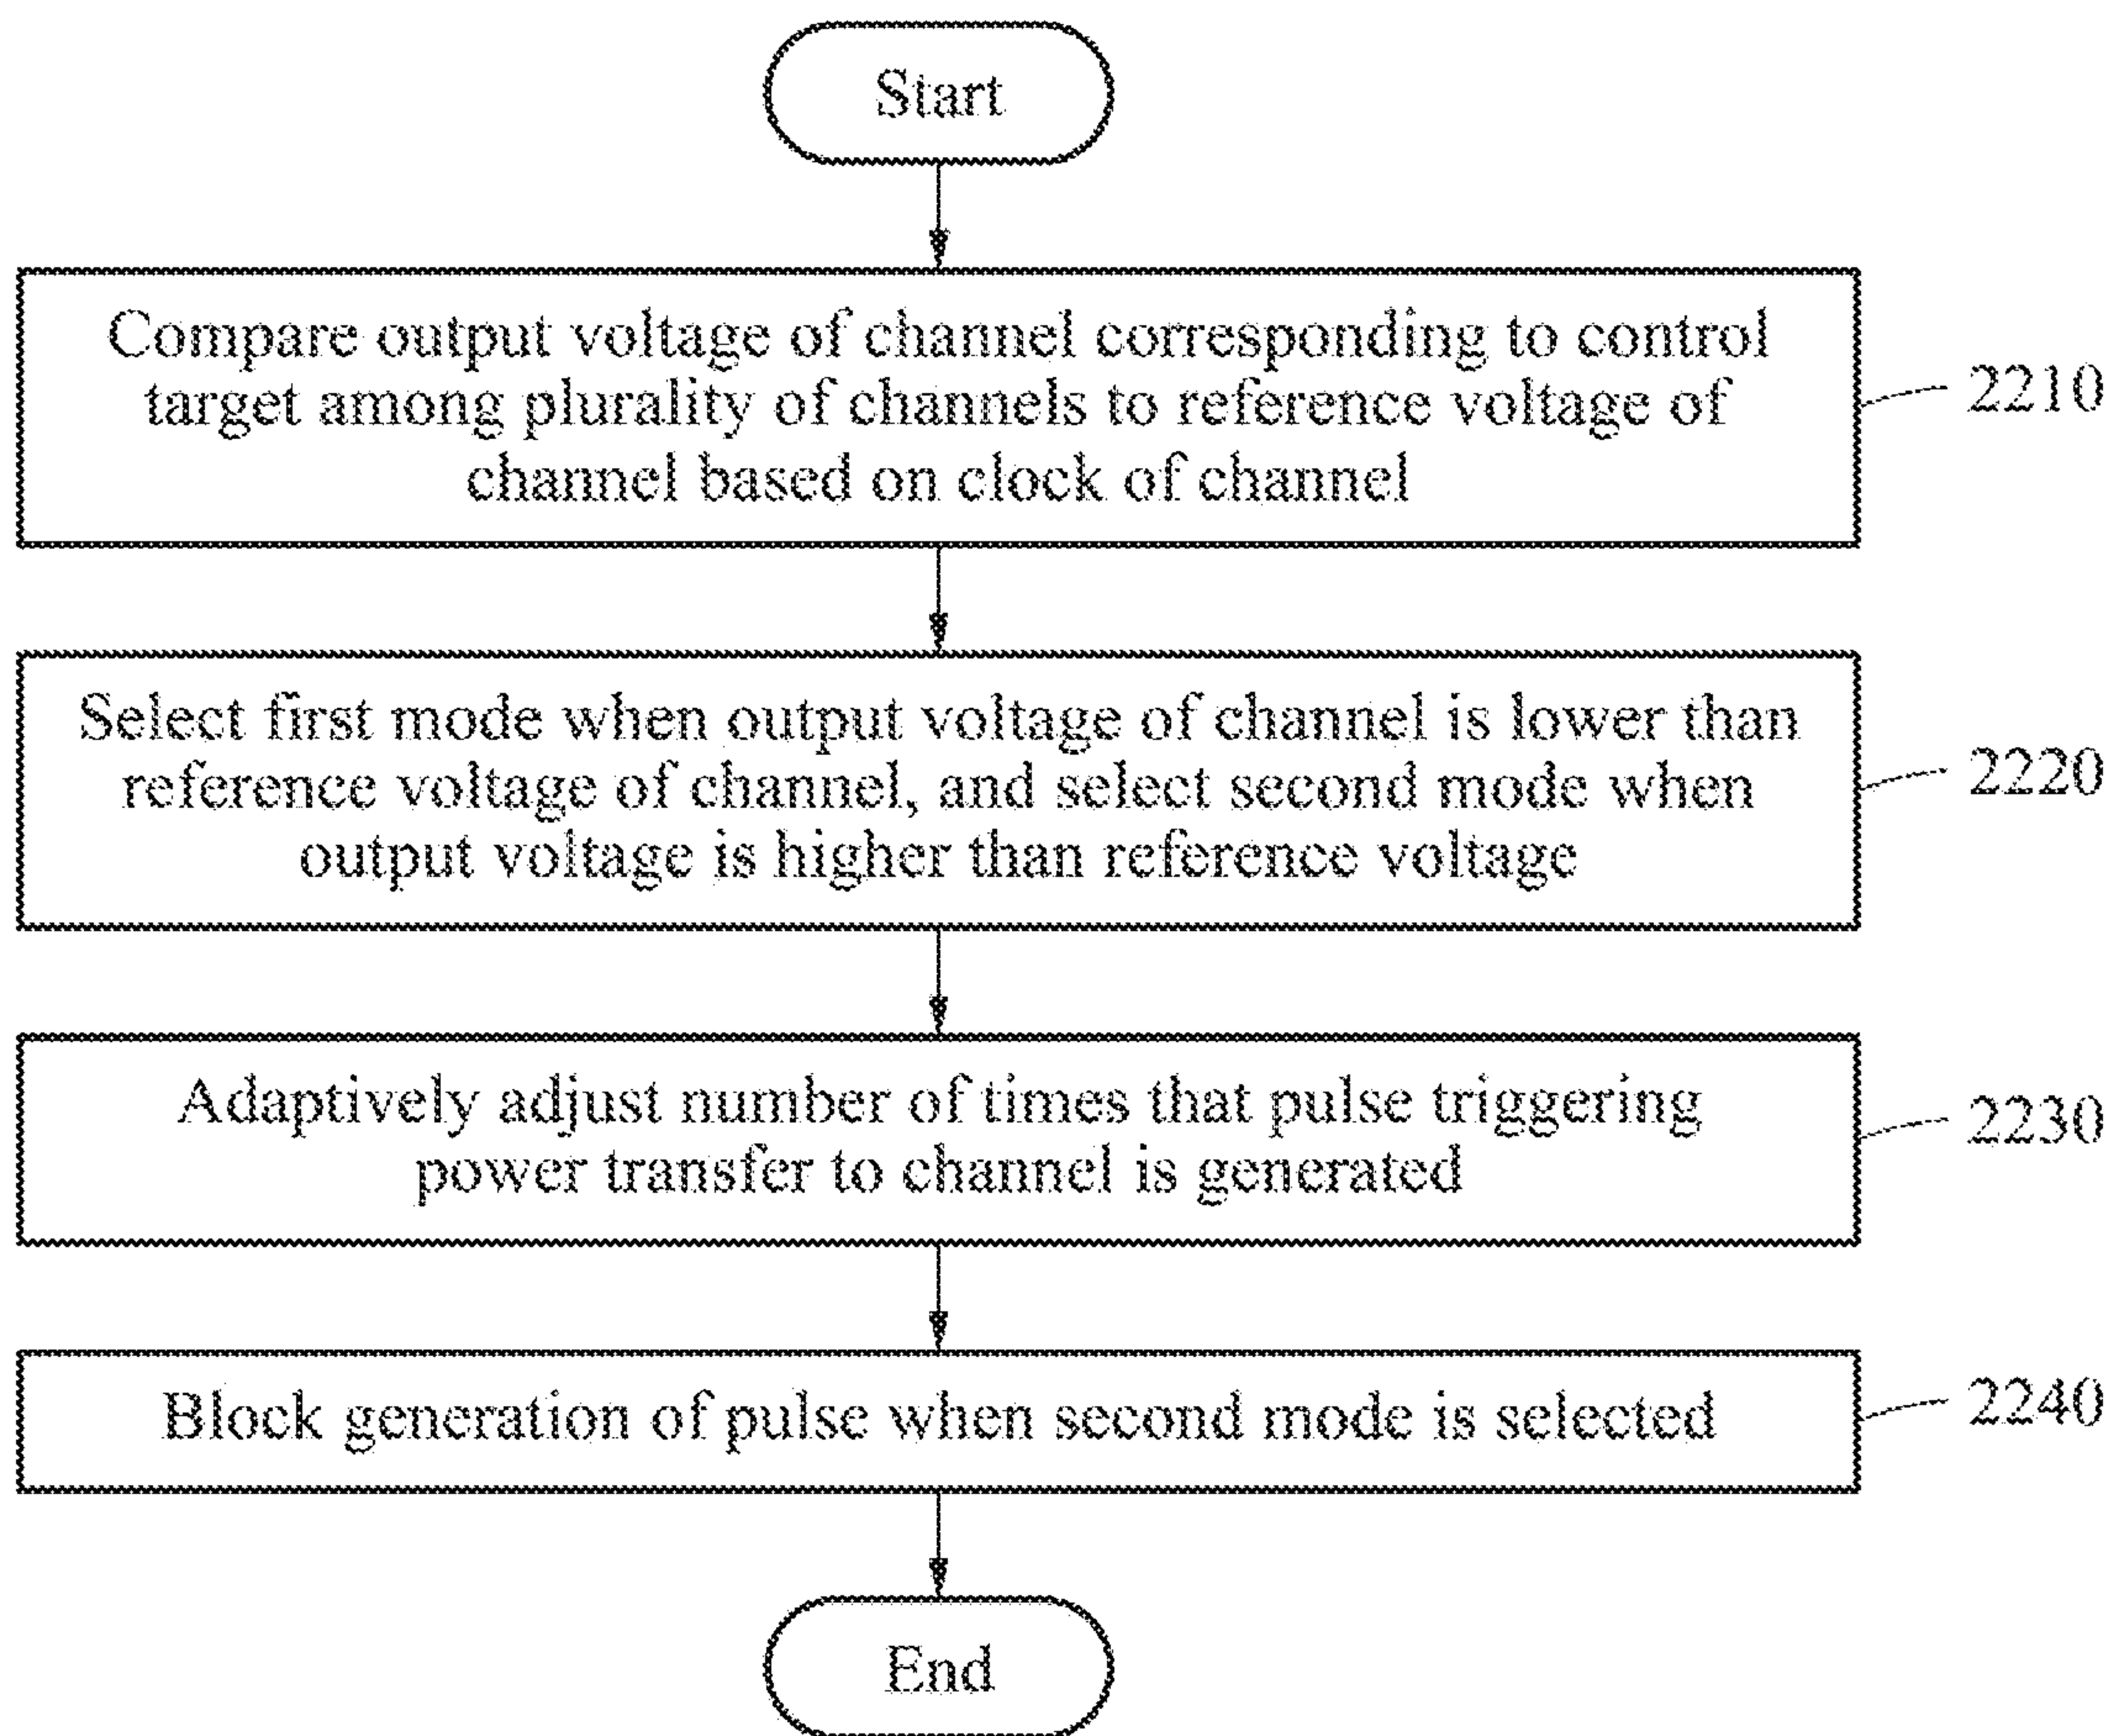 Start
Compare output voltage of channel corresponding to control
target among plurality of channels to reference voltage of
channel based on clock of channel
2210
Select first mode when output voltage of channel is lower than
reference voltage of channel, and select second mode when
output voltage is higher than reference voltage
2220
Adaptively adjust number of times that pulse triggering
power transfer to channel is generated
2230
Block generation of pulse when second mode is selected
2240
End